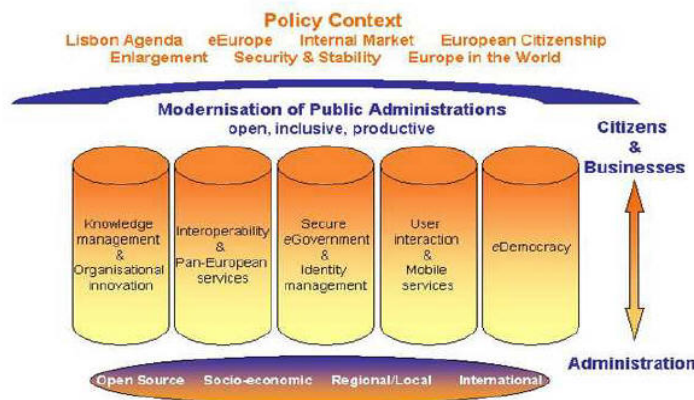 Policy Context
Lisbon Agenda eEurope Internal Market European Citizenship
Enlargement Security & Stability Europe in the World
Modernisation of Public Administrations
open, inclusive, productive
Citizens
&
Businesses
Knowledge
management
&
Organisational
innovation
Interoperability
&
Pan-European
services
Secure
eGovernment
&
Identity
management
User
interaction
&
Mobile
services
eDemocracy
Administration
Open Source Socio-economic Regional/Local International